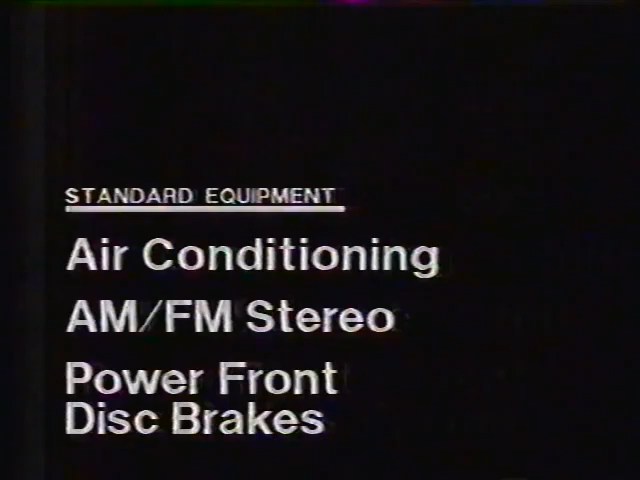 STANDARD EQUIPMENT
Air Conditioning
AM/FM Stereo
Power Front
Disc Brakes